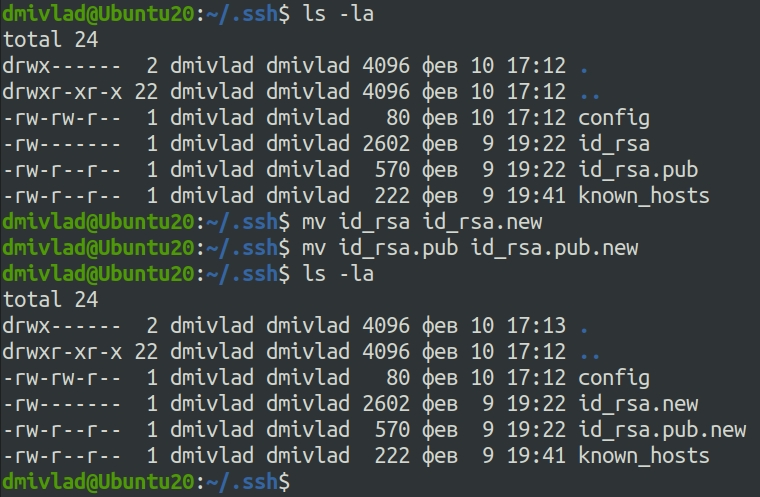 dmivlad@Ubuntu20:~/.ssh$ ls -la
total 24
drwx------  2 dmivlad dmivlad 4096 фев 10 17:12 .
drwxr-xr-x 22 dmivlad dmivlad 4096 фев 10 17:12 ..
-rw-rw-r--  1 dmivlad dmivlad   80 фев 10 17:12 config
-rw-------  1 dmivlad dmivlad 2602 фев  9 19:22 id_rsa
-rw-r--r--  1 dmivlad dmivlad  570 фев  9 19:22 id_rsa.pub
-rw-r--r--  1 dmivlad dmivlad  222 фев  9 19:41 known_hosts
dmivlad@Ubuntu20:~/.ssh$ mv id_rsa id_rsa.new
dmivlad@Ubuntu20:~/.ssh$ mv id_rsa.pub id_rsa.pub.new
dmivlad@Ubuntu20:~/.ssh$ ls -la
total 24
drwx------  2 dmivlad dmivlad 4096 фев 10 17:13 .
drwxr-xr-x 22 dmivlad dmivlad 4096 фев 10 17:12 ..
-rw-rw-r--  1 dmivlad dmivlad   80 фев 10 17:12 config
-rw-------  1 dmivlad dmivlad 2602 фев  9 19:22 id_rsa.new
-rw-r--r--  1 dmivlad dmivlad  570 фев  9 19:22 id_rsa.pub.new
-rw-r--r--  1 dmivlad dmivlad  222 фев  9 19:41 known_hosts
dmivlad@Ubuntu20:~/.ssh$